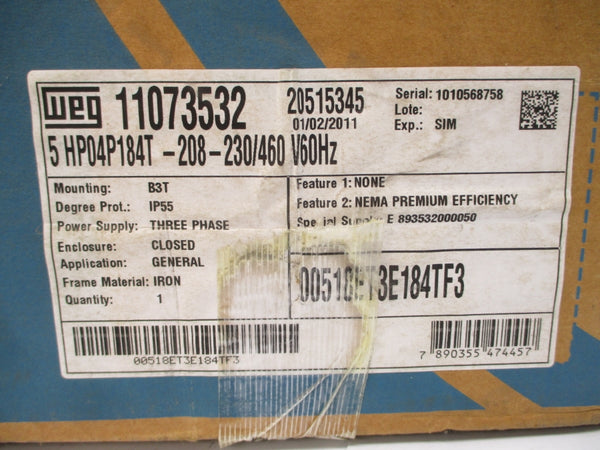 WEG 11073532 20515345 Serial: 1010568758
01/02/2011 Lote:
Exp.: SIM
5 HP04P184T -208-230/460 V60Hz
Mounting: B3T Feature 1: NONE
Degree Prot.: IP55 Feature 2: NEMA PREMIUM EFFICIENCY
Power Supply: THREE PHASE E 893532000050
Enclosure: CLOSED
Application: GENERAL
Frame Material: IRON 00518ET3E184TF3
Quantity: 1
00518ET3E184TF3 7 890355 474457